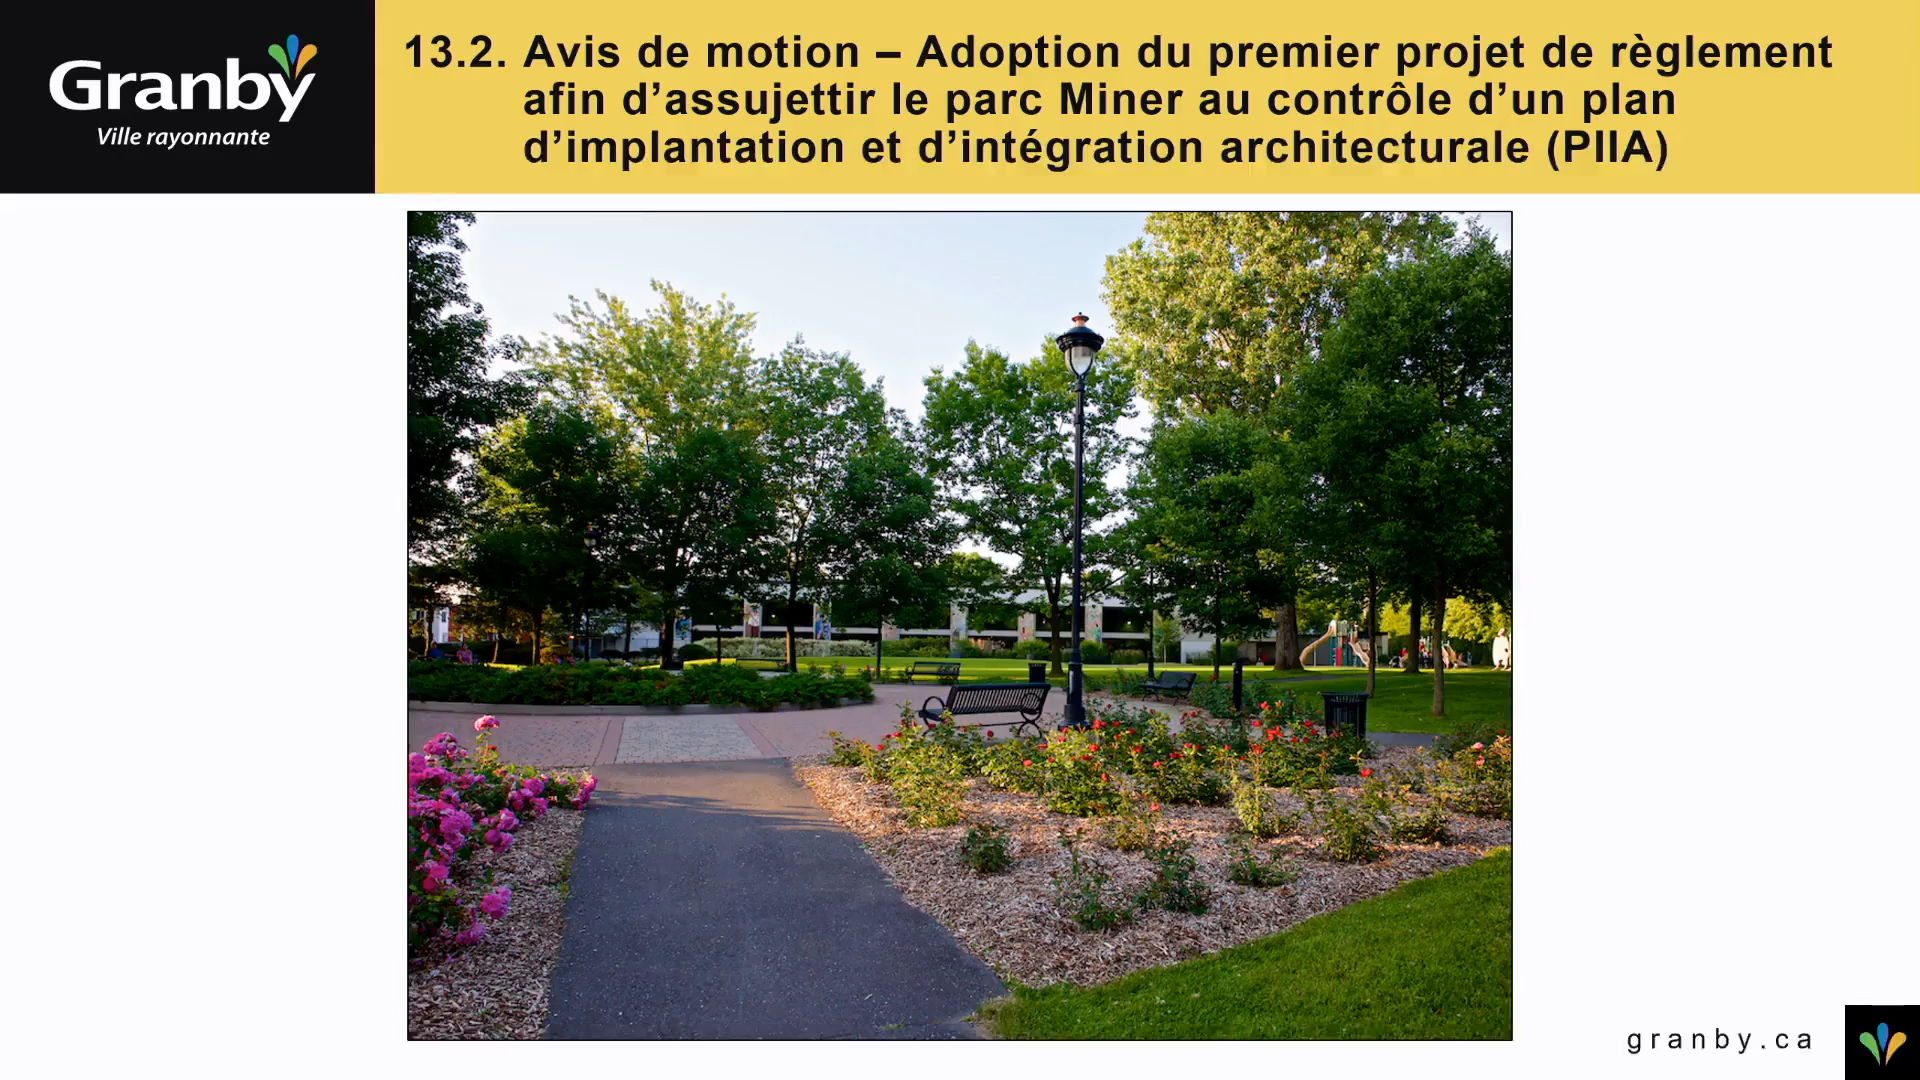 Granby
Ville rayonnante
13.2. Avis de motion – Adoption du premier projet de règlement
afin d’assujettir le parc Miner au contrôle d’un plan
d’implantation et d’intégration architecturale (PIIA)
granby.ca